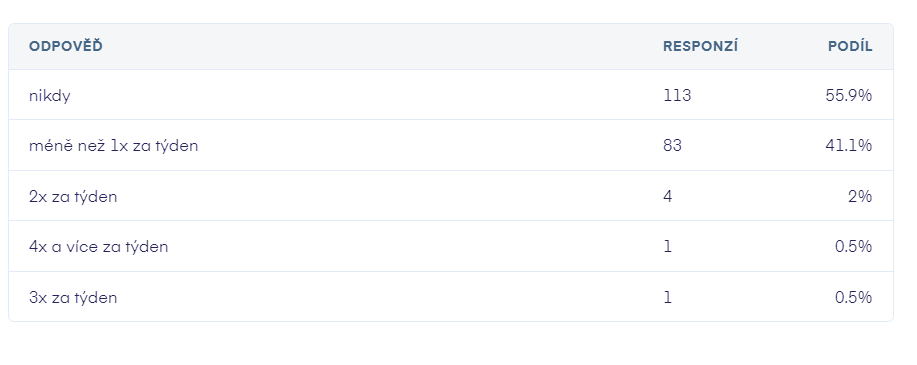 ODPOVĚĎ RESPONZÍ PODÍL
nikdy 113 55.9%
méně než 1x za týden 83 41.1%
2x za týden 4 2%
4x a více za týden 1 0.5%
3x za týden 1 0.5%